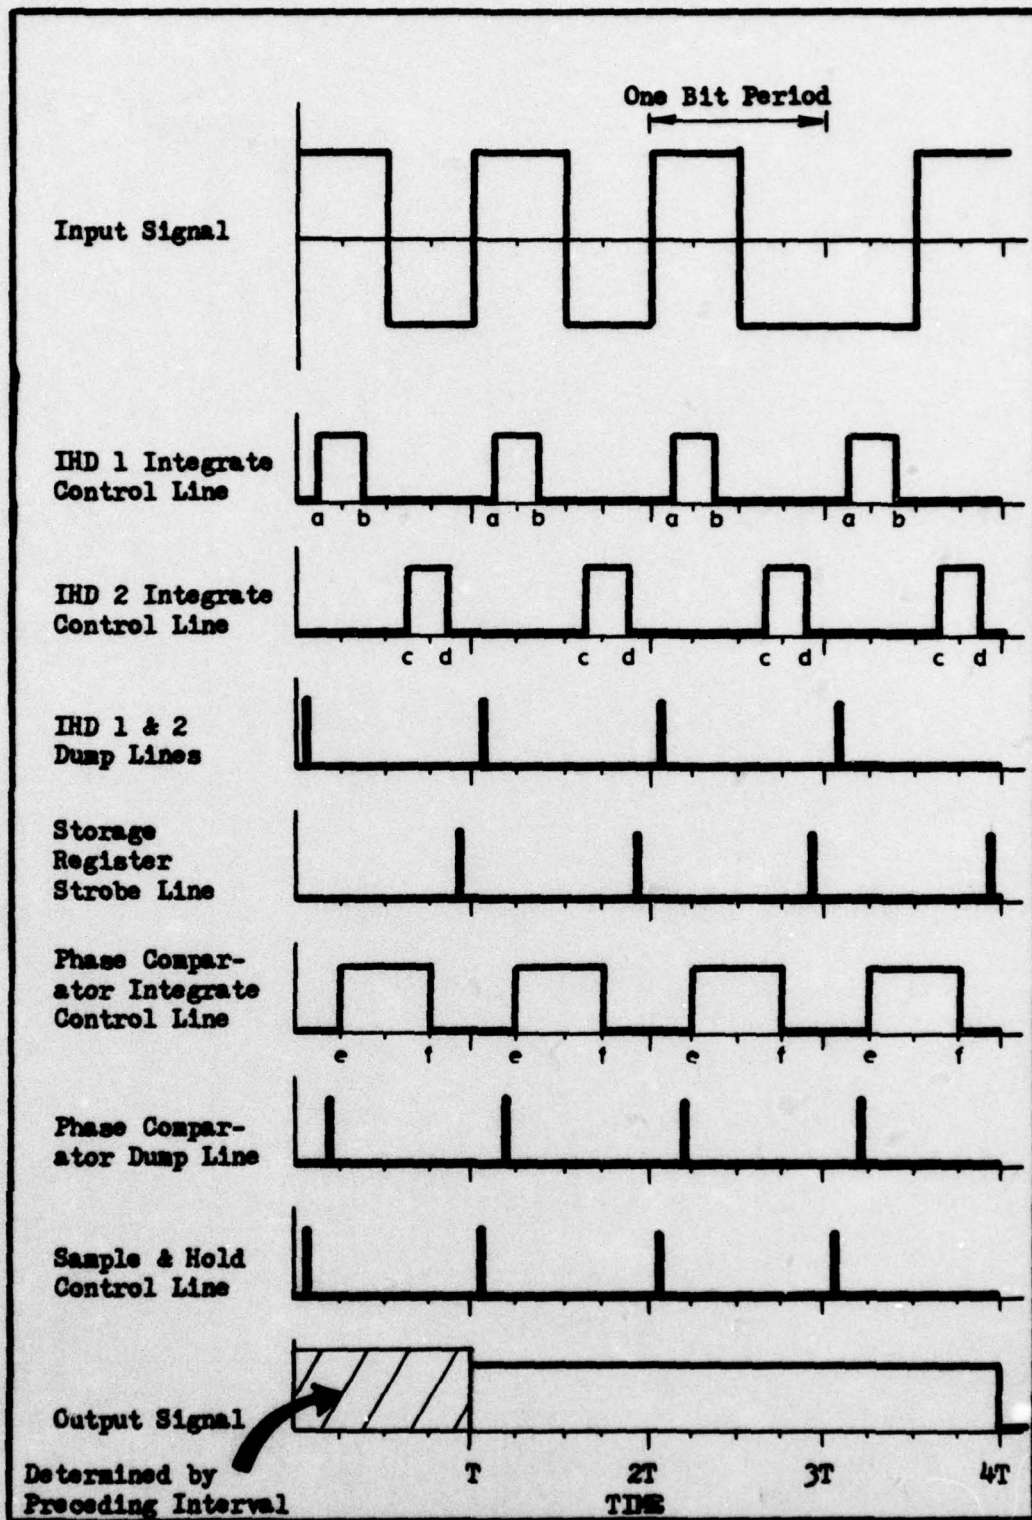 One Bit Period
Input Signal
IHD 1 Integrate
Control Line
a b a b a b a b
IHD 2 Integrate
Control Line
c d c d c d c d
IHD 1 & 2
Dump Lines
Storage
Register
Strobe Line
Phase Compar-
ator Integrate
Control Line
e f e f e f e f
Phase Compar-
ator Dump Line
Sample & Hold
Control Line
Output Signal
Determined by
Preceding Interval
T 2T 3T 4T
TIME